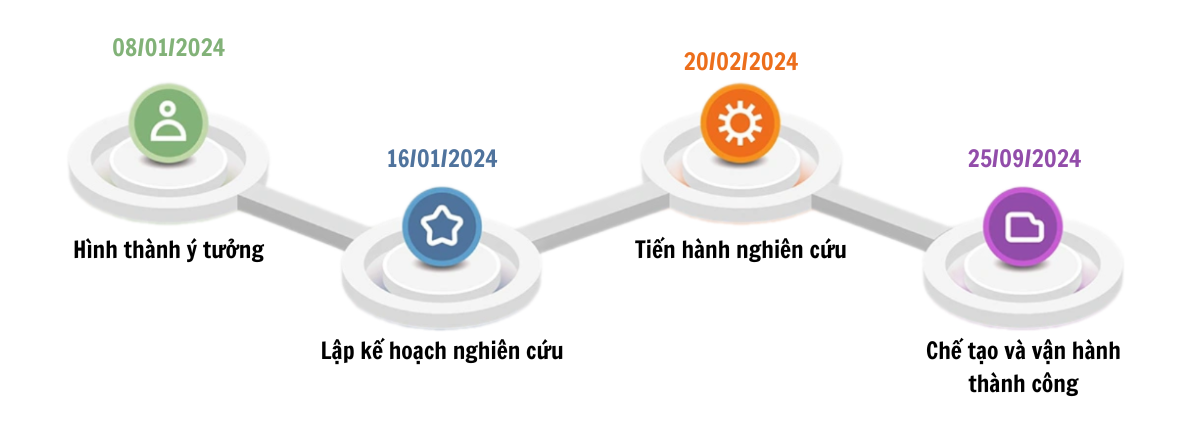 08/01/2024
Hình thành ý tưởng
16/01/2024
Lập kế hoạch nghiên cứu
20/02/2024
Tiến hành nghiên cứu
25/09/2024
Chế tạo và vận hành
thành công